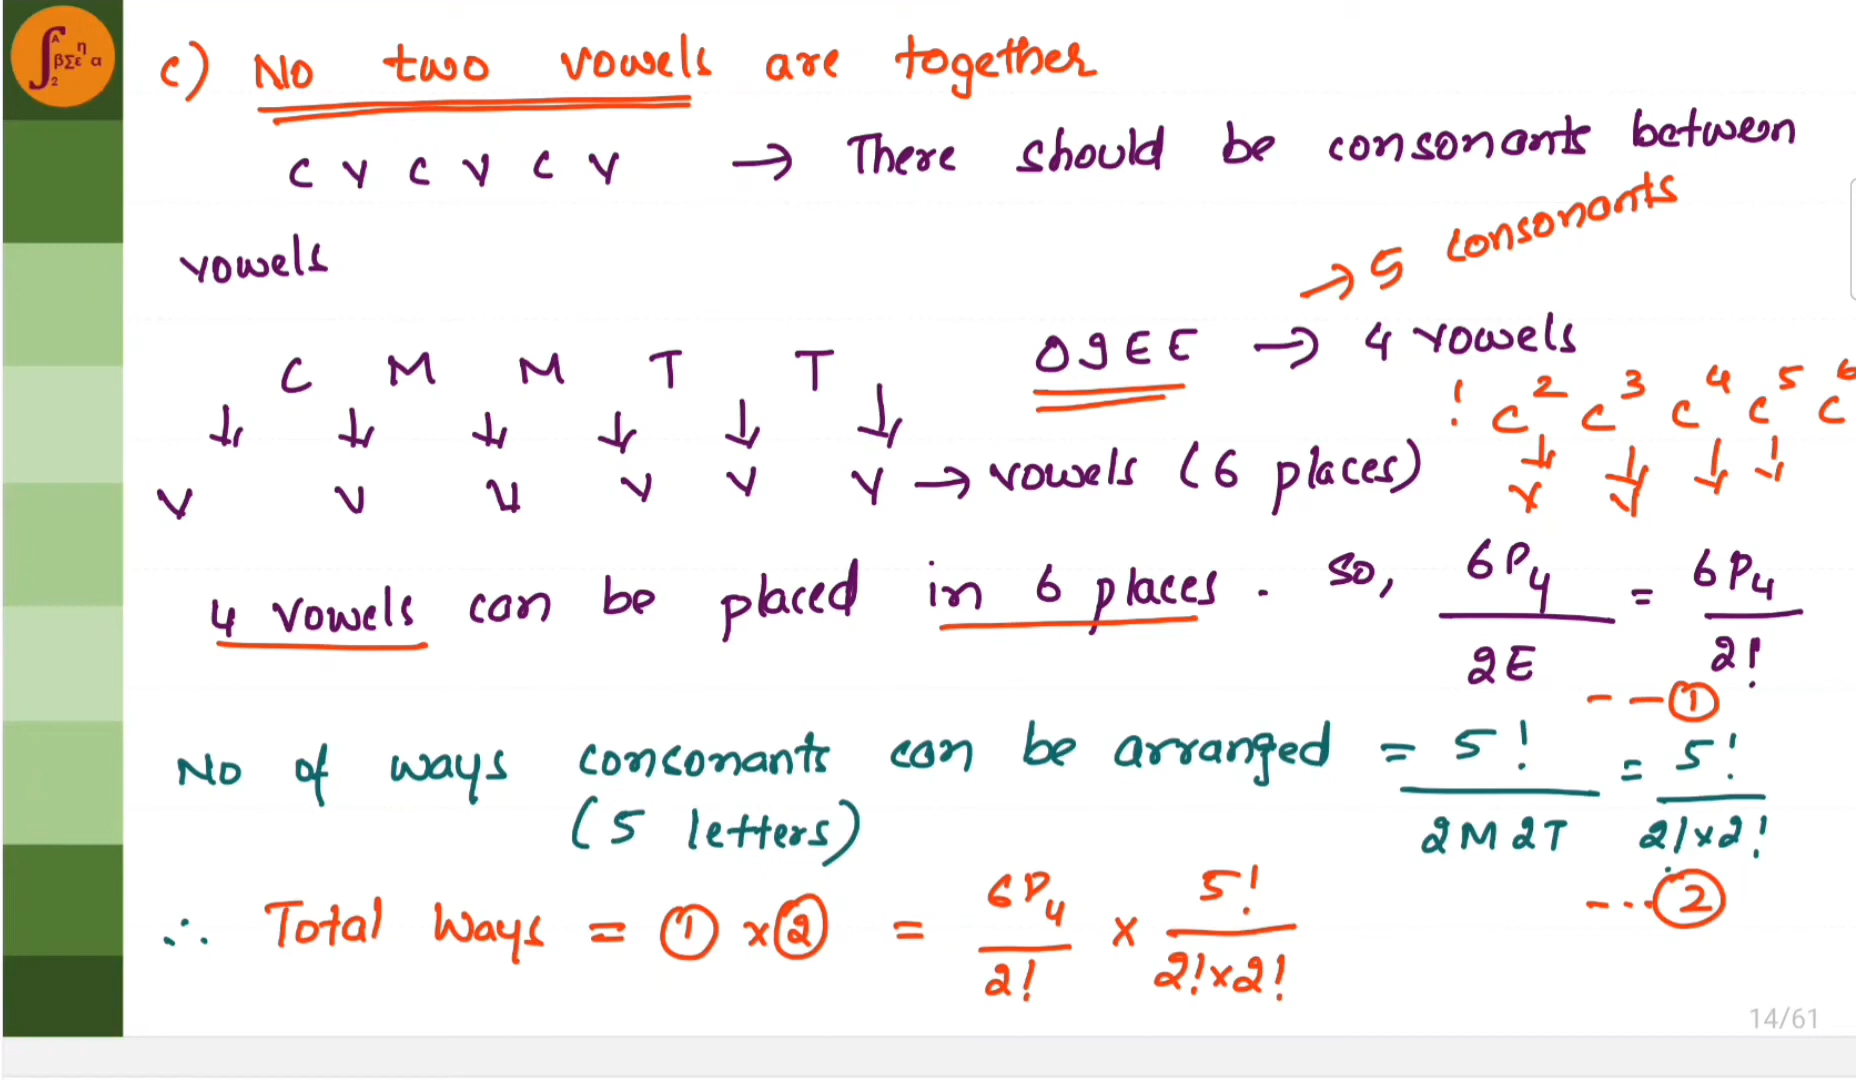 c) No two vowels are together
C V C V C V → There should be consonants between
vowels
→ 5 consonants
C M M T T OIEE → 4 vowels
1 C 2 C 3 C 4 C 5 C 6
V V V V V V → vowels (6 places) V V
4 vowels can be placed in 6 places. So, 6P4 / 2E = 6P4 / 2!
--①
No of ways consonants can be arranged = 5! / 2M 2T = 5! / 2!x2!
(5 letters)
---②
∴ Total Ways = ① x ② = 6P4 / 2! x 5! / 2!x2!
14/61